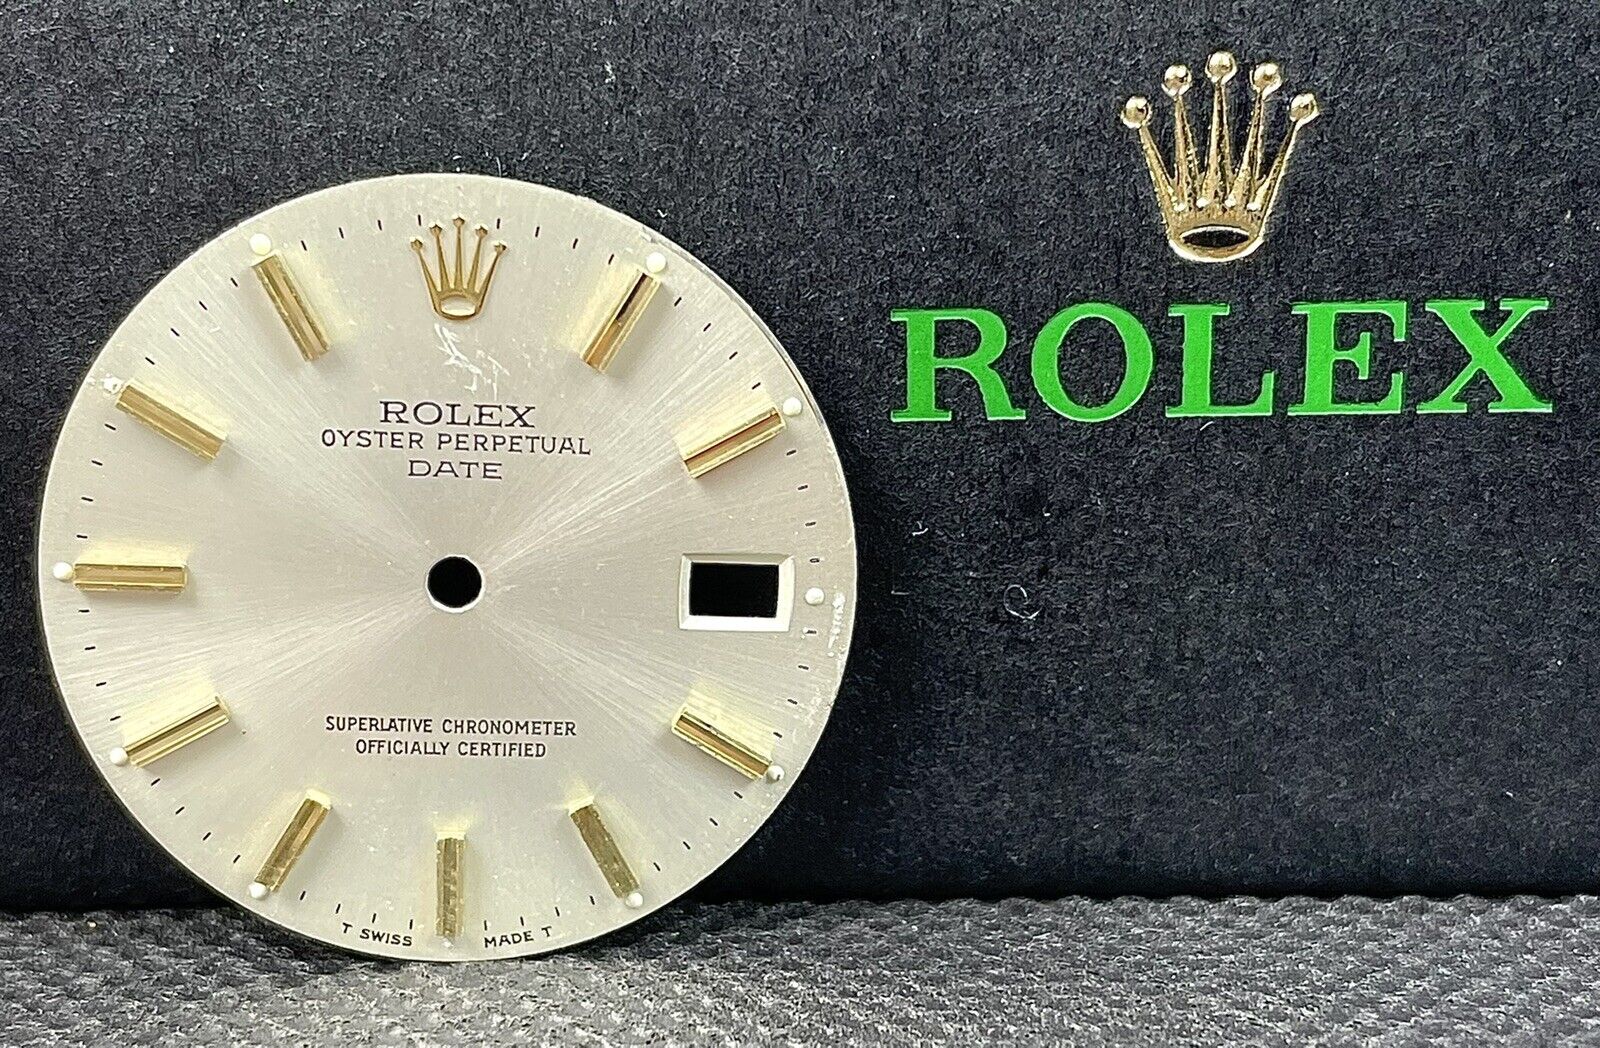 ROLEX
OYSTER PERPETUAL
DATE
SUPERLATIVE CHRONOMETER
OFFICIALLY CERTIFIED
T SWISS MADE T
ROLEX